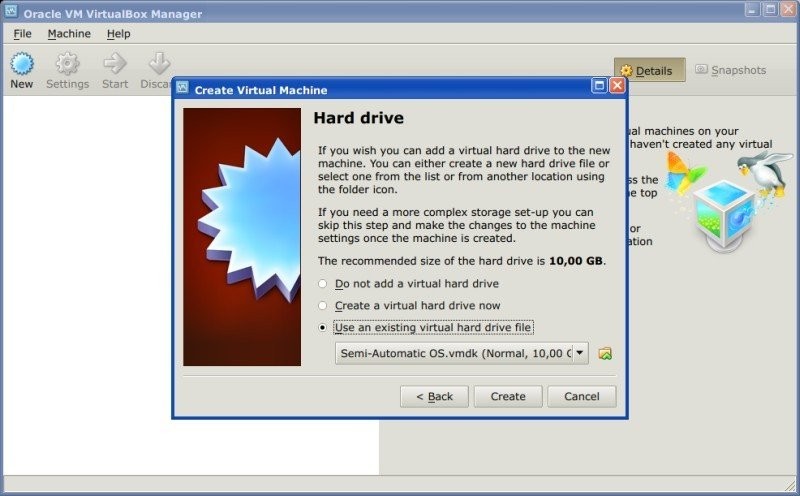 Oracle VM VirtualBox Manager
File Machine Help
New Settings Start Discar
Details Snapshots
Create Virtual Machine
Hard drive
If you wish you can add a virtual hard drive to the new
machine. You can either create a new hard drive file or
select one from the list or from another location using
the folder icon.
If you need a more complex storage set-up you can
skip this step and make the changes to the machine
settings once the machine is created.
The recommended size of the hard drive is 10,00 GB.
Do not add a virtual hard drive
Create a virtual hard drive now
Use an existing virtual hard drive file
Semi-Automatic OS.vmdk (Normal, 10,00
< Back Create Cancel
machines on your
haven't created any virtual
the
top
or